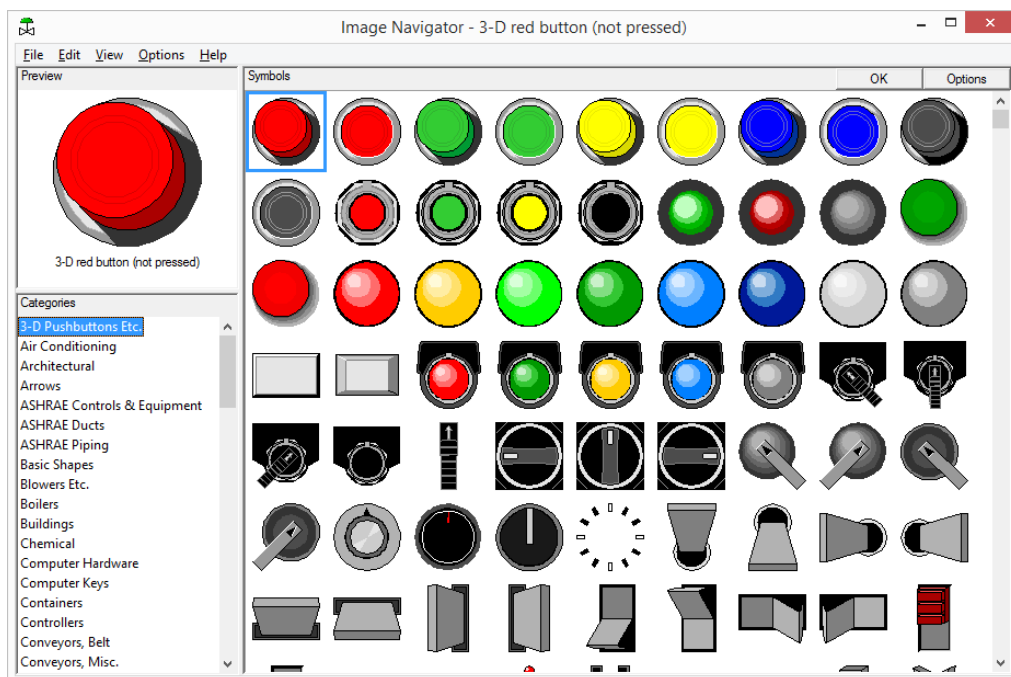 Image Navigator - 3-D red button (not pressed)
File Edit View Options Help
Preview
3-D red button (not pressed)
Symbols
OK
Options
Categories
3-D Pushbuttons Etc.
Air Conditioning
Architectural
Arrows
ASHRAE Controls & Equipment
ASHRAE Ducts
ASHRAE Piping
Basic Shapes
Blowers Etc.
Boilers
Buildings
Chemical
Computer Hardware
Computer Keys
Containers
Controllers
Conveyors, Belt
Conveyors, Misc.